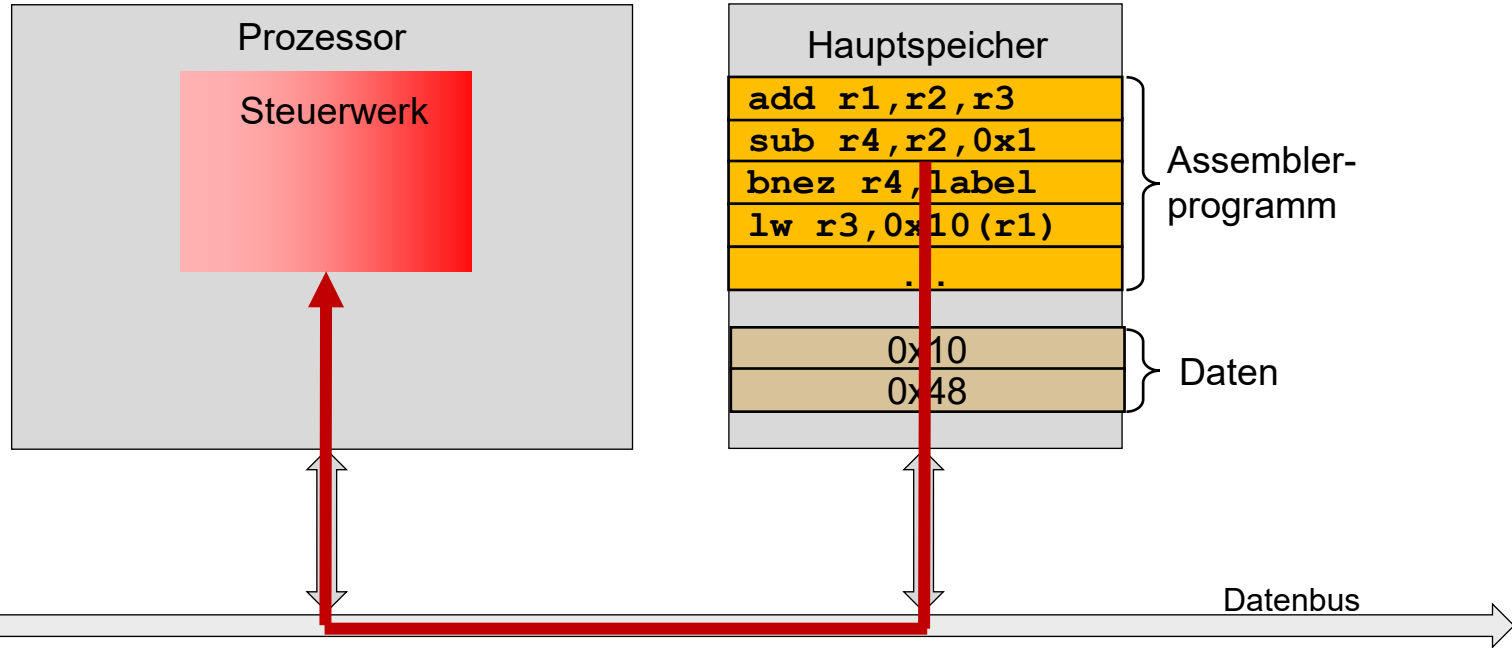 Prozessor
Steuerwerk
Hauptspeicher
add r1,r2,r3
sub r4,r2,0x1
bnez r4,label
lw r3,0x10(r1)
...
Assembler-
programm
0x10
0x48
Daten
Datenbus